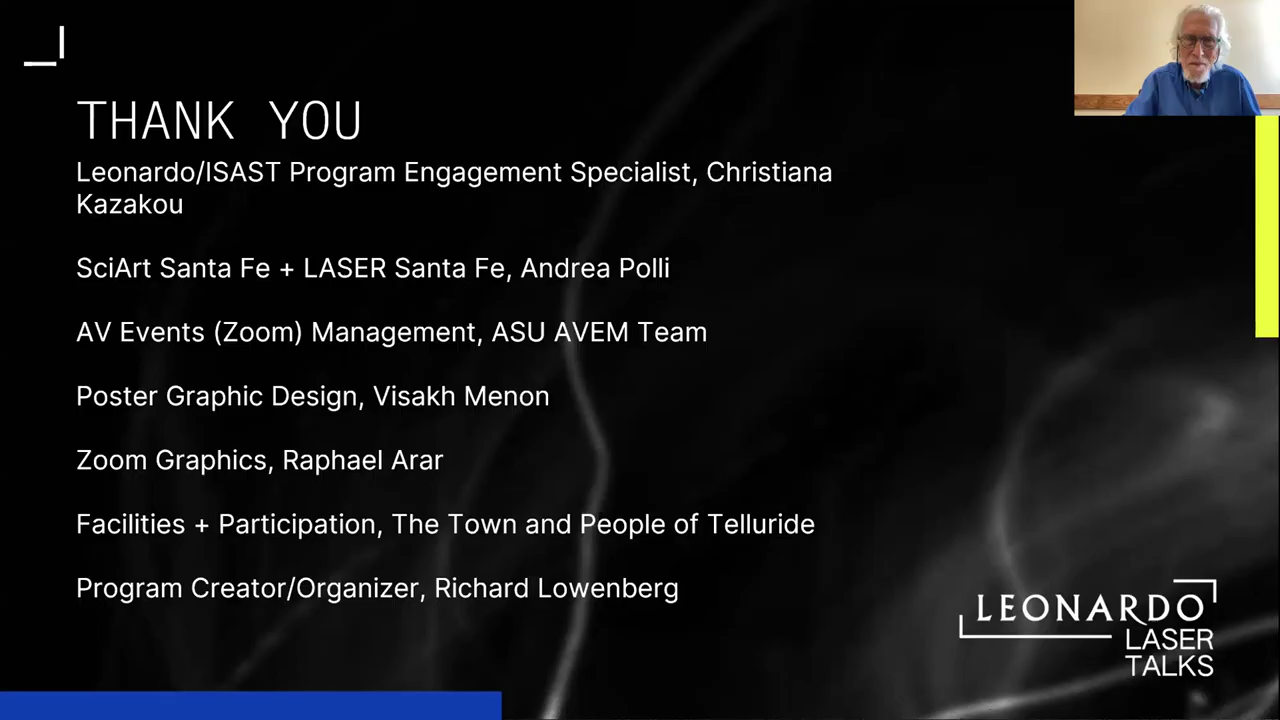 THANK YOU
Leonardo/ISAST Program Engagement Specialist, Christiana
Kazakou
SciArt Santa Fe + LASER Santa Fe, Andrea Polli
AV Events (Zoom) Management, ASU AVEM Team
Poster Graphic Design, Visakh Menon
Zoom Graphics, Raphael Arar
Facilities + Participation, The Town and People of Telluride
Program Creator/Organizer, Richard Lowenberg
LEONARDO
LASER
TALKS